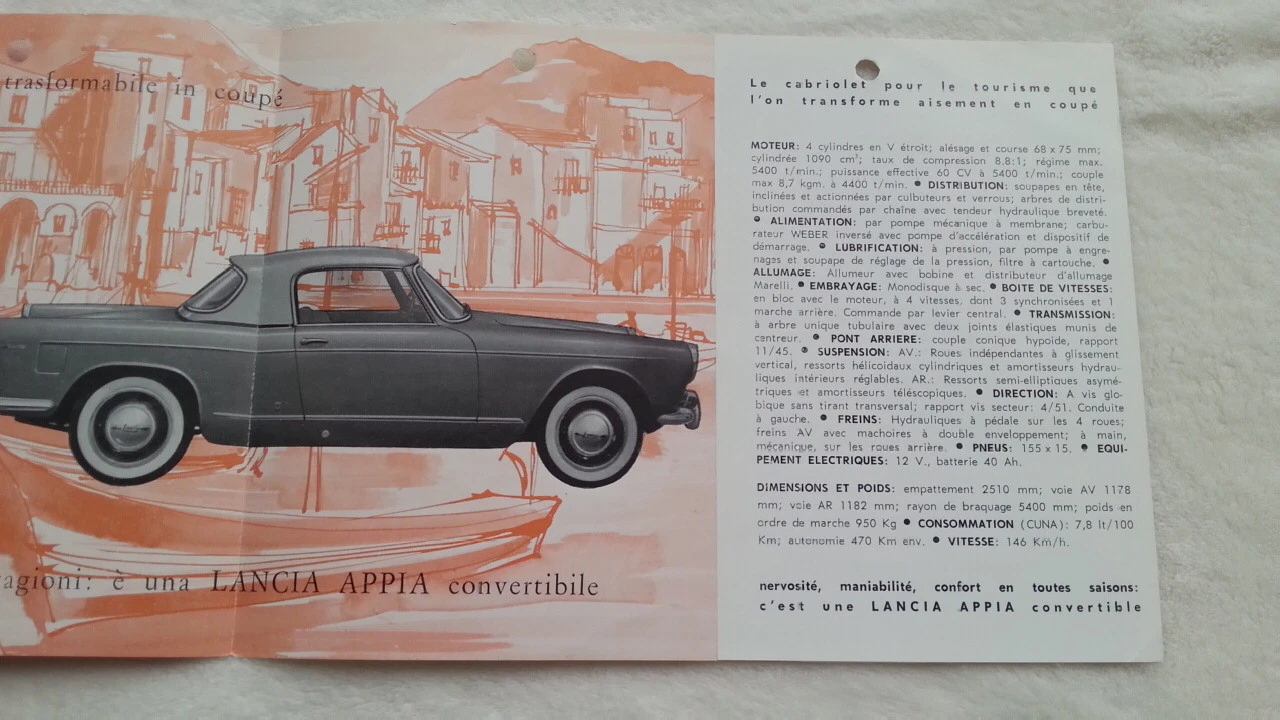 trasformabile in coupé
agioni: è una LANCIA APPIA convertibile
Le cabriolet pour le tourisme que
l'on transforme aisement en coupé
MOTEUR: 4 cylindres en V étroit; alésage et course 68 x 75 mm;
cylindrée 1090 cm³; taux de compression 8.8:1; régime max.
5400 t/min.; puissance effective 60 CV à 5400 t/min.; couple
max 8,7 kgm. à 4400 t/min. • DISTRIBUTION: soupapes en tête,
inclinées et actionnées par culbuteurs et verrous; arbres de distri-
bution commandés par chaîne avec tendeur hydraulique breveté.
• ALIMENTATION: par pompe mécanique à membrane; carbu-
rateur WEBER inversé avec pompe d'accélération et dispositif de
démarrage. • LUBRIFICATION: à pression, par pompe à engre-
nages et soupape de réglage de la pression, filtre à cartouche. •
ALLUMAGE: Allumeur avec bobine et distributeur d'allumage
Marelli. • EMBRAYAGE: Monodisque à sec. • BOITE DE VITESSES:
en bloc avec le moteur, à 4 vitesses, dont 3 synchronisées et 1
marche arrière. Commande par levier central. • TRANSMISSION:
à arbre unique tubulaire avec deux joints élastiques munis de
centreur. • PONT ARRIERE: couple conique hypoide, rapport
11/45. • SUSPENSION: AV.: Roues indépendantes à glissement
vertical, ressorts hélicoïdaux cylindriques et amortisseurs hydrau-
liques intérieurs réglables. AR.: Ressorts semi-elliptiques asymé-
triques et amortisseurs téléscopiques. • DIRECTION: A vis glo-
bique sans tirant transversal; rapport vis secteur: 4/51. Conduite
à gauche. • FREINS: Hydrauliques à pédale sur les 4 roues;
freins AV avec machoires à double enveloppement; à main,
mécanique, sur les roues arrière. • PNEUS: 155 x 15. • EQUI-
PEMENT ELECTRIQUES: 12 V., batterie 40 Ah.
DIMENSIONS ET POIDS: empattement 2510 mm; voie AV 1178
mm; voie AR 1182 mm; rayon de braquage 5400 mm; poids en
ordre de marche 950 Kg • CONSOMMATION (CUNA): 7,8 lt/100
Km; autonomie 470 Km env. • VITESSE: 146 Km/h.
nervosité, maniabilité, confort en toutes saisons:
c'est une LANCIA APPIA convertible